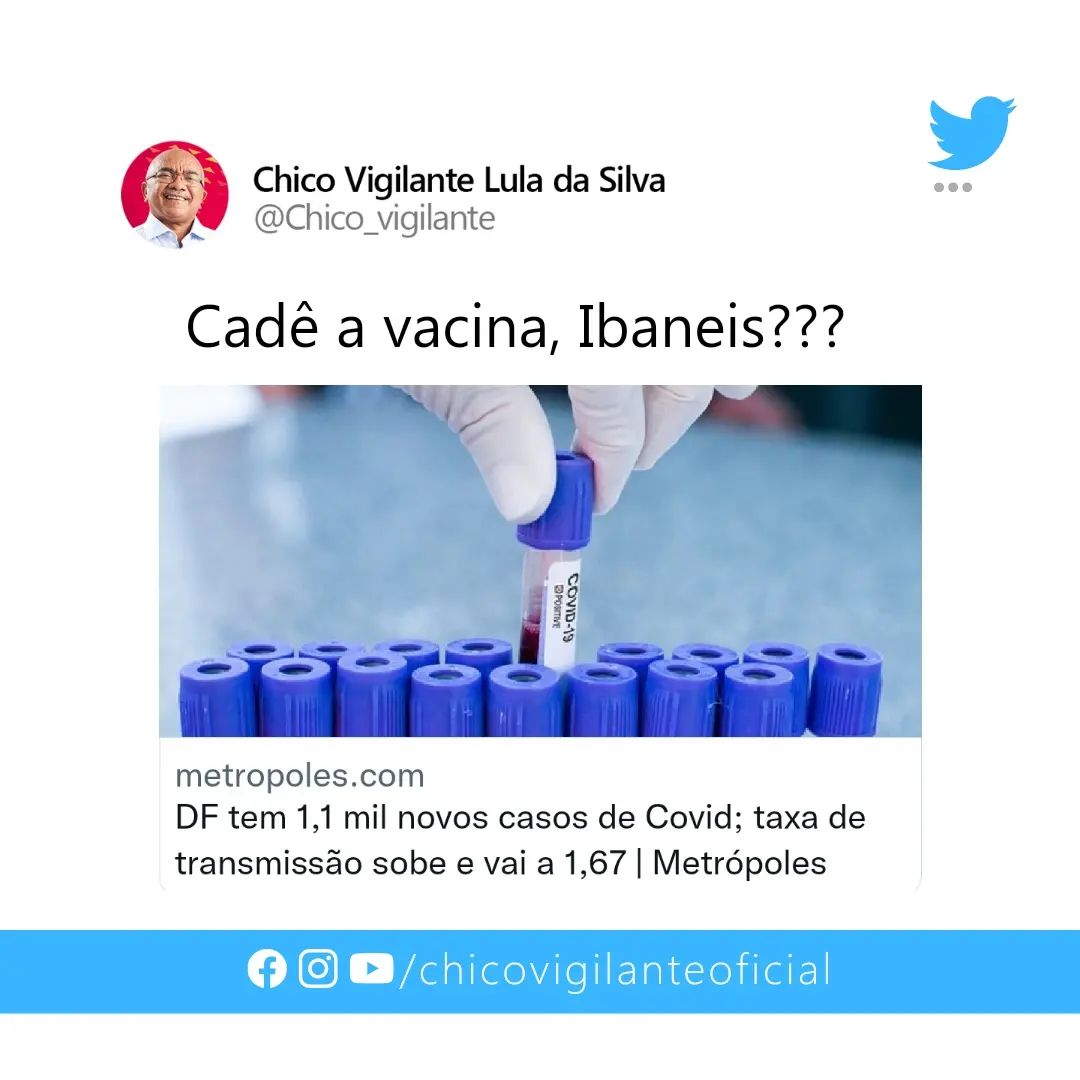 Chico Vigilante Lula da Silva
@Chico_vigilante
Cadê a vacina, Ibaneis???
COVID-19
POSITIVE
metropoles.com
DF tem 1,1 mil novos casos de Covid; taxa de
transmissão sobe e vai a 1,67 | Metrópoles
/chicovigilanteoficial